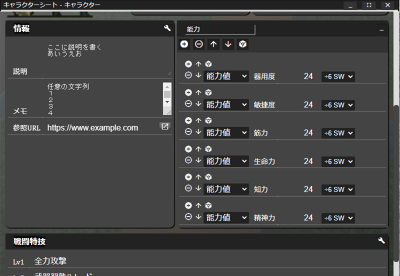 キャラクターシート - キャラクター
情報
ここに説明を書く
あいうえお
説明
任意の文字列
1
2
3
4
メモ
参照URL https://www.example.com
能力
能力値 器用度 24 ÷6 SW
能力値 敏捷度 24 ÷6 SW
能力値 筋力 24 ÷6 SW
能力値 生命力 24 ÷6 SW
能力値 知力 24 ÷6 SW
能力値 精神力 24 ÷6 SW
戦闘特技
Lv1 全力攻撃